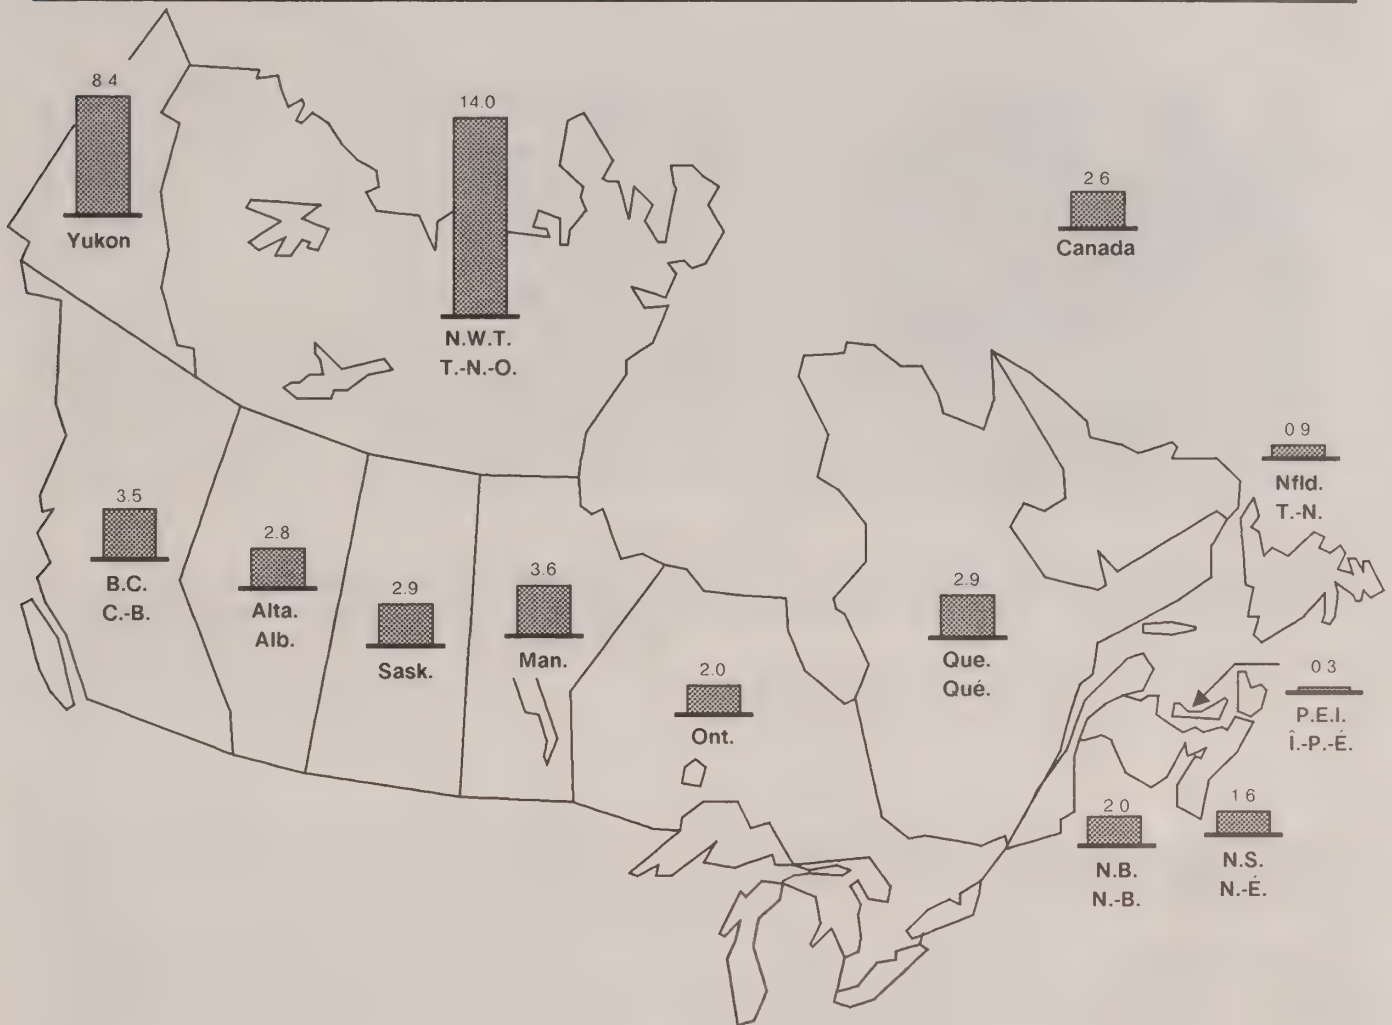 8.4
Yukon
14.0
N.W.T.
T.-N.-O.
2 6
Canada
0 9
Nfld.
T.-N.
3.5
B.C.
C.-B.
2.8
Alta.
Alb.
2.9
Sask.
3.6
Man.
2.0
Ont.
2.9
Que.
Qué.
0 3
P.E.I.
Î.-P.-É.
2 0
N.B.
N.-B.
1 6
N.S.
N.-É.